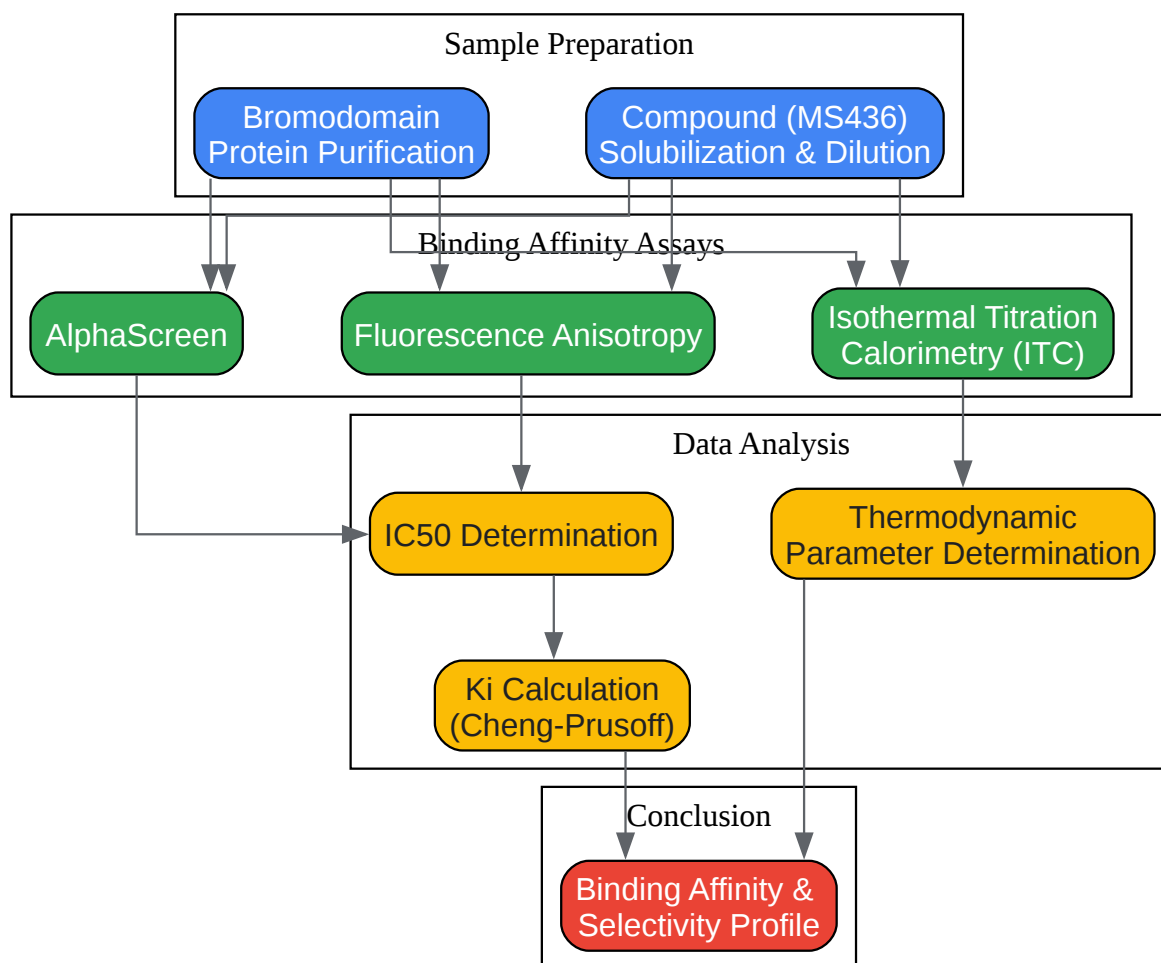 Sample Preparation
Bromodomain
Protein Purification
Compound (MS436)
Solubilization & Dilution
Binding Affinity Assays
AlphaScreen
Fluorescence Anisotropy
Isothermal Titration
Calorimetry (ITC)
Data Analysis
IC50 Determination
Thermodynamic
Parameter Determination
Ki Calculation
(Cheng-Prusoff)
Conclusion
Binding Affinity &
Selectivity Profile